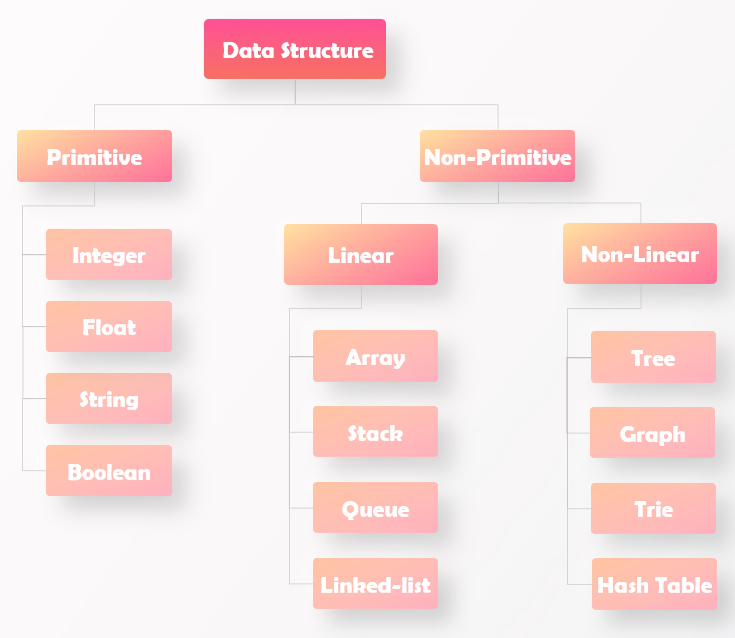 Data Structure
Primitive
Non-Primitive
Integer
Float
String
Boolean
Linear
Non-Linear
Array
Stack
Queue
Linked-list
Tree
Graph
Trie
Hash Table